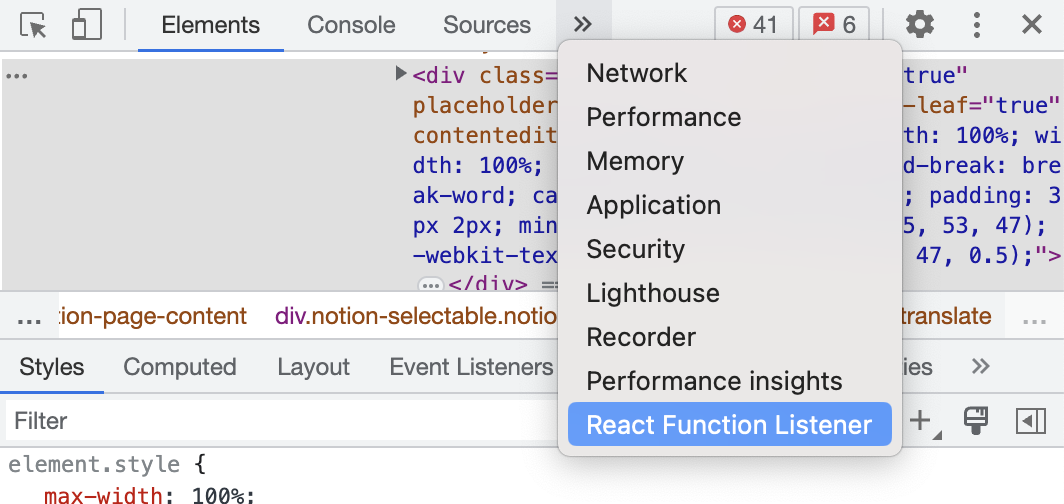 Elements Console Sources » 41 6
Network
Performance
Memory
Application
Security
Lighthouse
Recorder
Performance insights
React Function Listener
... <div class= true"
placeholder -leaf="true"
contentedit th: 100%; wi
dth: 100%; d-break: bre
ak-word; ca ; padding: 3
px 2px; min 5, 53, 47);
-webkit-tex 47, 0.5);">
... </div> ==
... tion-page-content div.notion-selectable.notio translate ...
Styles Computed Layout Event Listeners ies »
Filter
element.style {
max-width: 100%;